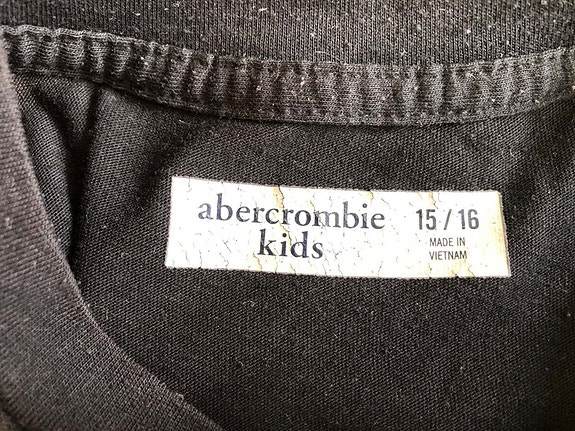 abercrombie
kids
15 / 16
MADE IN
VIETNAM